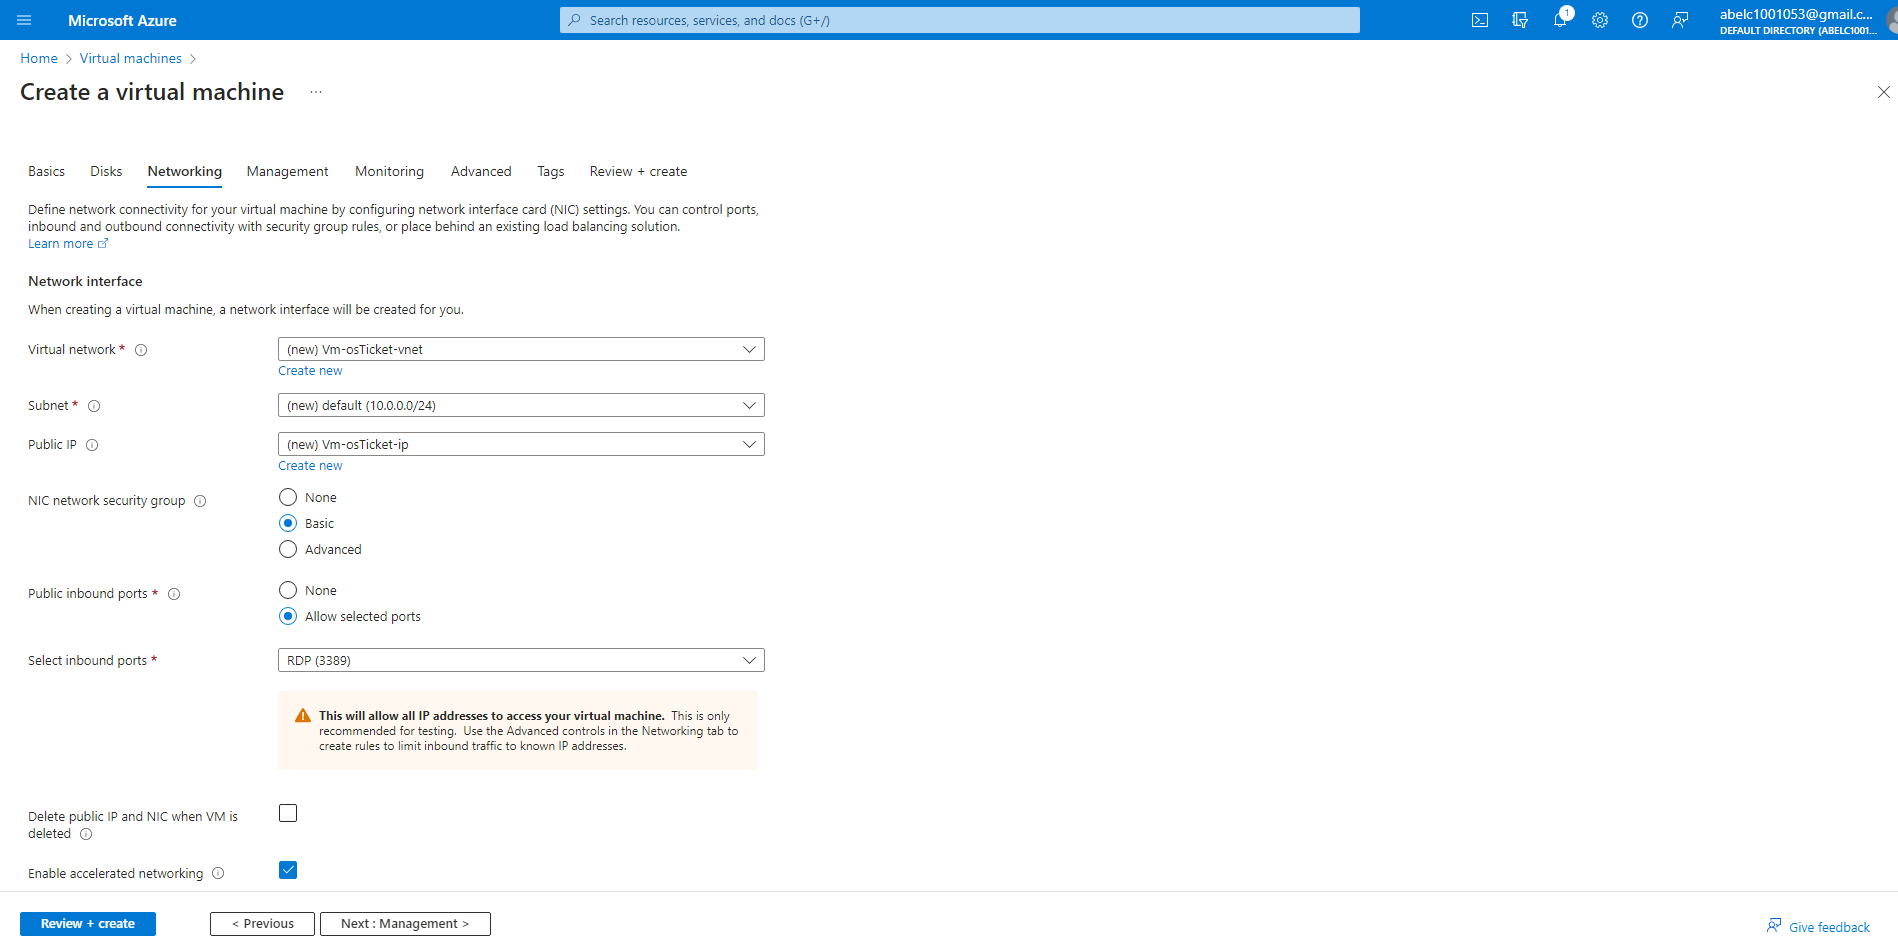 Microsoft Azure
Search resources, services, and docs (G+/)
1
abelc1001053@gmail.c...
DEFAULT DIRECTORY (ABELC1001...
Home > Virtual machines >
Create a virtual machine ...
Basics Disks Networking Management Monitoring Advanced Tags Review + create
Define network connectivity for your virtual machine by configuring network interface card (NIC) settings. You can control ports,
inbound and outbound connectivity with security group rules, or place behind an existing load balancing solution.
Learn more
Network interface
When creating a virtual machine, a network interface will be created for you.
Virtual network * (new) Vm-osTicket-vnet
Create new
Subnet * (new) default (10.0.0.0/24)
Public IP (new) Vm-osTicket-ip
Create new
NIC network security group
None
Basic
Advanced
Public inbound ports *
None
Allow selected ports
Select inbound ports * RDP (3389)
This will allow all IP addresses to access your virtual machine. This is only
recommended for testing. Use the Advanced controls in the Networking tab to
create rules to limit inbound traffic to known IP addresses.
Delete public IP and NIC when VM is
deleted
Enable accelerated networking
Review + create < Previous Next : Management > Give feedback